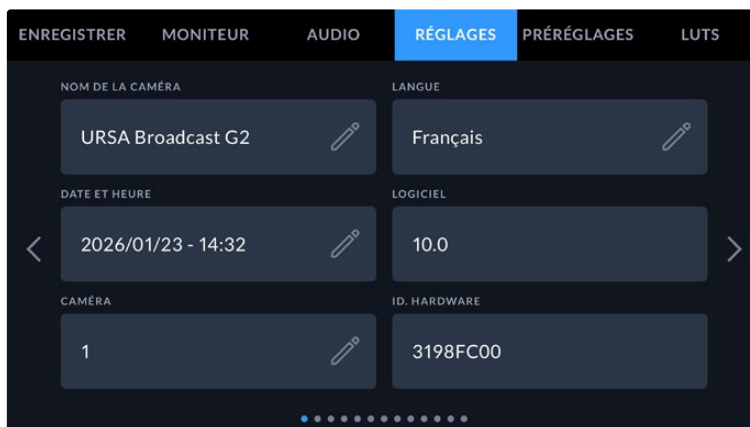 ENREGISTRER MONITEUR AUDIO RÉGLAGES PRÉRÉGLAGES LUTS
NOM DE LA CAMÉRA LANGUE
URSA Broadcast G2 Français
DATE ET HEURE LOGICIEL
2026/01/23 - 14:32 10.0
CAMÉRA ID. HARDWARE
1 3198FC00